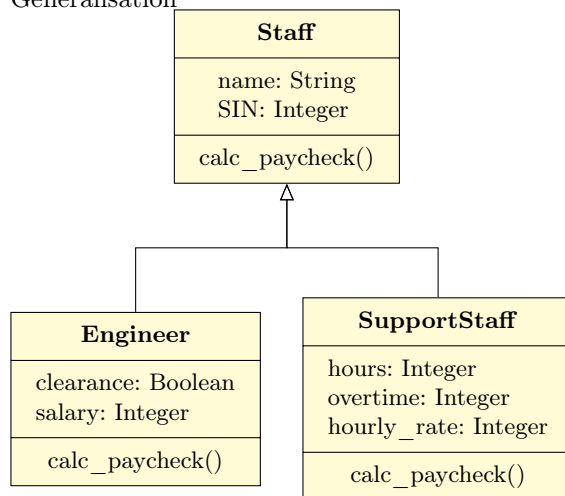 Generalisation
Staff
name: String
SIN: Integer
calc_paycheck()
Engineer
clearance: Boolean
salary: Integer
calc_paycheck()
SupportStaff
hours: Integer
overtime: Integer
hourly_rate: Integer
calc_paycheck()